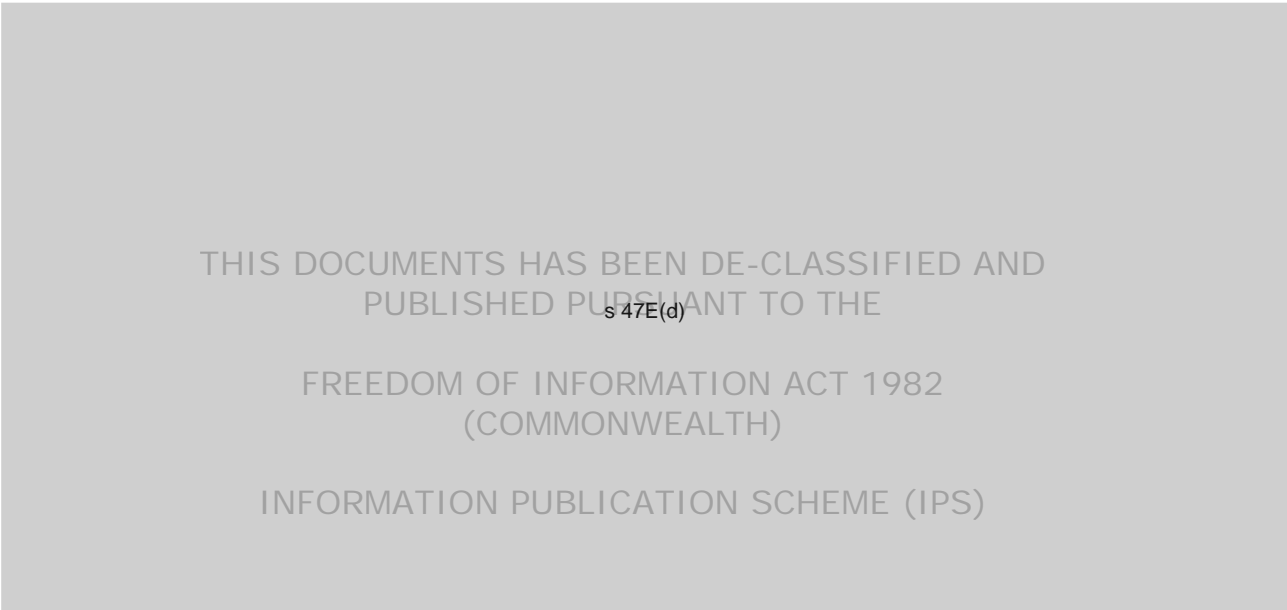 THIS DOCUMENTS HAS BEEN DE-CLASSIFIED AND
PUBLISHED PURSUANT TO THE
s 47E(d)
FREEDOM OF INFORMATION ACT 1982
(COMMONWEALTH)
INFORMATION PUBLICATION SCHEME (IPS)